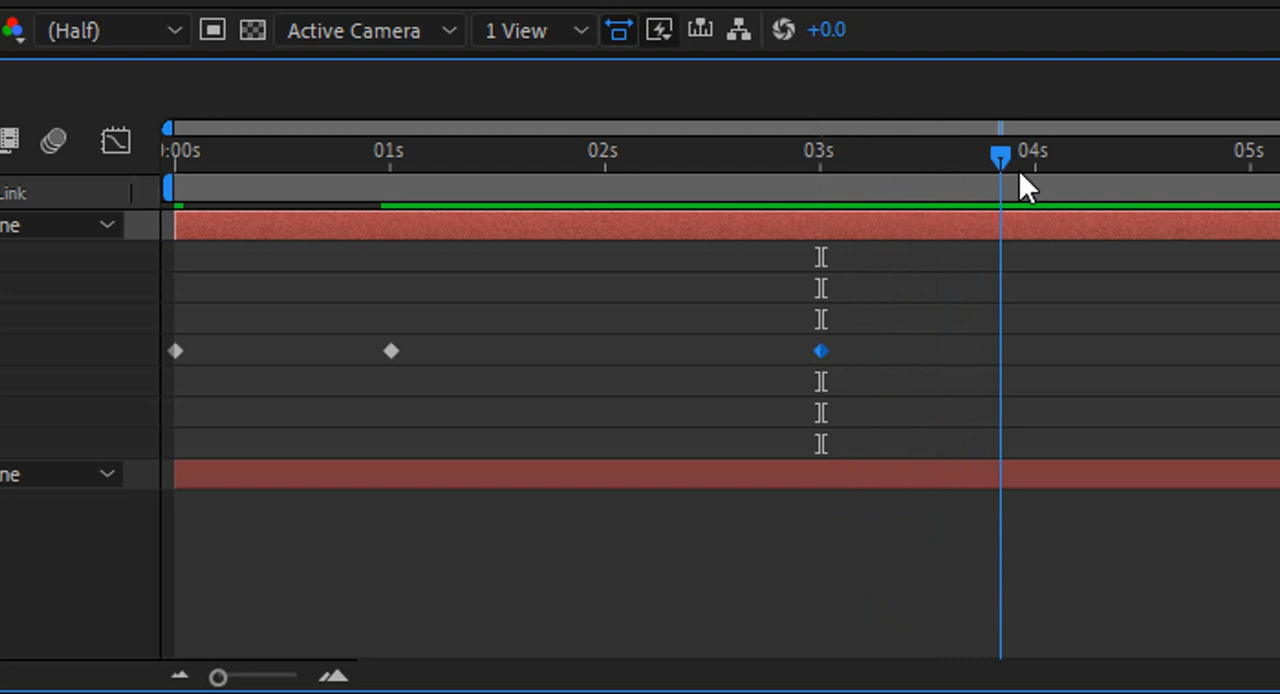 (Half) Active Camera 1 View +0.0
:00s 01s 02s 03s 04s 05s
Link
ne
ne